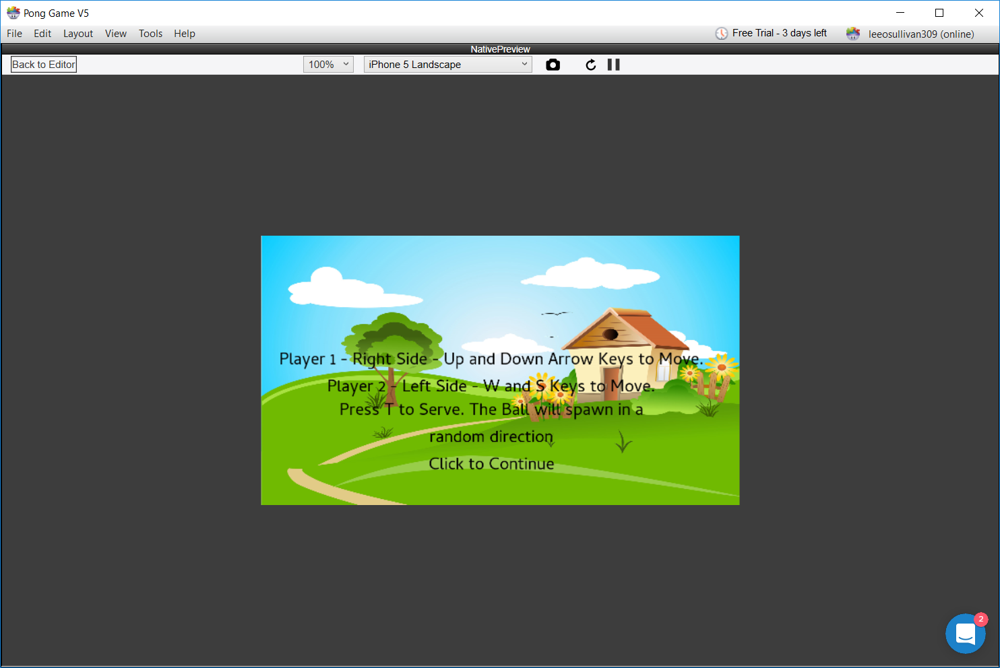 Pong Game V5
File Edit Layout View Tools Help
Free Trial - 3 days left
leeosullivan309 (online)
NativePreview
Back to Editor
100%
iPhone 5 Landscape
Player 1 - Right Side - Up and Down Arrow Keys to Move.
Player 2 - Left Side - W and S Keys to Move.
Press T to Serve. The Ball will spawn in a
random direction
Click to Continue
2